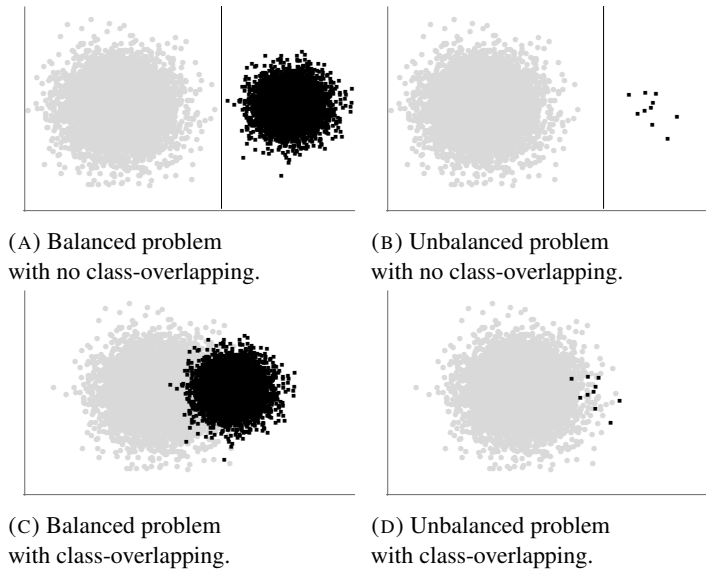 (A) Balanced problem
with no class-overlapping.
(B) Unbalanced problem
with no class-overlapping.
(C) Balanced problem
with class-overlapping.
(D) Unbalanced problem
with class-overlapping.